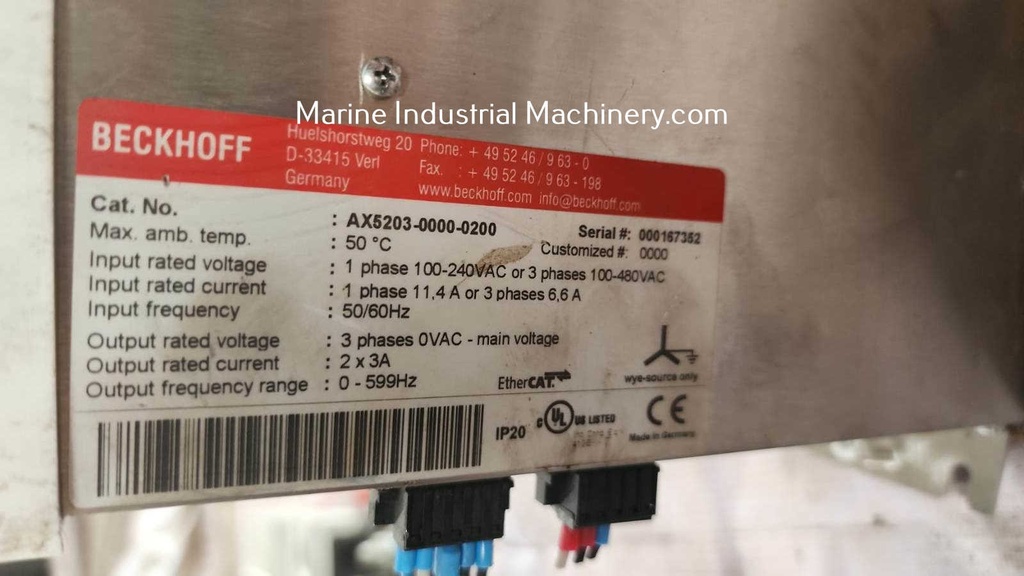 Marine Industrial Machinery.com
BECKHOFF
Huelshorstweg 20 Phone: + 49 52 46 / 9 63 - 0
D-33415 Verl Fax. : + 49 52 46 / 9 63 - 198
Germany www.beckhoff.com info@beckhoff.com
Cat. No. : AX5203-0000-0200 Serial #: 000167352
Max. amb. temp. : 50 °C Customized #: 0000
Input rated voltage : 1 phase 100-240VAC or 3 phases 100-480VAC
Input rated current : 1 phase 11,4 A or 3 phases 6,6 A
Input frequency : 50/60Hz
Output rated voltage : 3 phases 0VAC - main voltage
Output rated current : 2 x 3A
Output frequency range : 0 - 599Hz
EtherCAT
wye-source only
IP20 c UL US LISTED CE
Made in Germany